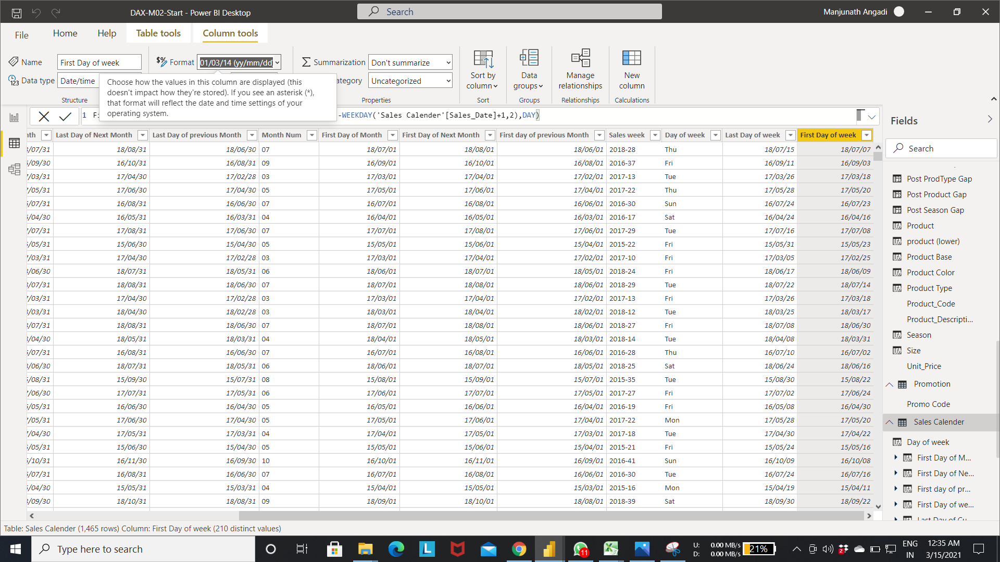 DAX-M02-Start - Power BI Desktop
Search
Manjunath Angadi
File Home Help Table tools Column tools
Name First Day of week $% Format 01/03/14 (yy/mm/dd) Summarization Don't summarize
Data type Date/time ategory Uncategorized
Choose how the values in this column are displayed (this
doesn't impact how they're stored). If you see an asterisk (*),
that format will reflect the date and time settings of your
operating system.
Sort by column
Data groups
Manage relationships
New column
Structure Properties Sort Groups Relationships Calculations
1 F -WEEKDAY('Sales Calender'[Sales_Date]+1,2),DAY)
nth Last Day of Next Month Last Day of previous Month Month Num First Day of Month First Day of Next Month First day of previous Month Sales week Day of week Last Day of week First Day of week
/07/31 18/08/31 18/06/30 07 18/07/01 18/08/01 18/06/01 2018-28 Thu 18/07/15 18/07/07
/09/30 16/10/31 16/08/31 09 16/09/01 16/10/01 16/08/01 2016-37 Fri 16/09/11 16/09/03
/03/31 17/04/30 17/02/28 03 17/03/01 17/04/01 17/02/01 2017-13 Tue 17/03/26 17/03/18
/05/31 17/06/30 17/04/30 05 17/05/01 17/06/01 17/04/01 2017-22 Thu 17/05/28 17/05/20
/07/31 16/08/31 16/06/30 07 16/07/01 16/08/01 16/06/01 2016-30 Sun 16/07/24 16/07/23
/04/30 16/05/31 16/03/31 04 16/04/01 16/05/01 16/03/01 2016-17 Sat 16/04/24 16/04/16
/07/31 17/08/31 17/06/30 07 17/07/01 17/08/01 17/06/01 2017-29 Tue 17/07/16 17/07/08
/05/31 15/06/30 15/04/30 05 15/05/01 15/06/01 15/04/01 2015-22 Fri 15/05/31 15/05/23
/03/31 17/04/30 17/02/28 03 17/03/01 17/04/01 17/02/01 2017-10 Fri 17/03/05 17/02/25
/06/30 18/07/31 18/05/31 06 18/06/01 18/07/01 18/05/01 2018-24 Fri 18/06/17 18/06/09
/07/31 18/08/31 18/06/30 07 18/07/01 18/08/01 18/06/01 2018-29 Tue 18/07/22 18/07/14
/03/31 17/04/30 17/02/28 03 17/03/01 17/04/01 17/02/01 2017-13 Fri 17/03/26 17/03/18
/03/31 18/04/30 18/02/28 03 18/03/01 18/04/01 18/02/01 2018-12 Tue 18/03/25 18/03/17
/07/31 18/08/31 18/06/30 07 18/07/01 18/08/01 18/06/01 2018-27 Fri 18/07/08 18/06/30
/04/30 18/05/31 18/03/31 04 18/04/01 18/05/01 18/03/01 2018-14 Tue 18/04/08 18/03/31
/07/31 16/08/31 16/06/30 07 16/07/01 16/08/01 16/06/01 2016-28 Thu 16/07/10 16/07/02
/06/30 18/07/31 18/05/31 06 18/06/01 18/07/01 18/05/01 2018-25 Sat 18/06/24 18/06/16
/08/31 15/09/30 15/07/31 08 15/08/01 15/09/01 15/07/01 2015-35 Tue 15/08/30 15/08/22
/06/30 17/07/31 17/05/31 06 17/06/01 17/07/01 17/05/01 2017-27 Fri 17/07/02 17/06/24
/05/31 16/06/30 16/04/30 05 16/05/01 16/06/01 16/04/01 2016-19 Fri 16/05/08 16/04/30
/05/31 17/06/30 17/04/30 05 17/05/01 17/06/01 17/04/01 2017-22 Mon 17/05/28 17/05/20
/04/30 17/05/31 17/03/31 04 17/04/01 17/05/01 17/03/01 2017-18 Tue 17/04/30 17/04/22
/05/31 15/06/30 15/04/30 05 15/05/01 15/06/01 15/04/01 2015-21 Fri 15/05/24 15/05/16
/10/31 16/11/30 16/09/30 10 16/10/01 16/11/01 16/09/01 2016-41 Sun 16/10/09 16/10/08
/07/31 16/08/31 16/06/30 07 16/07/01 16/08/01 16/06/01 2016-30 Tue 16/07/24 16/07/16
/04/30 15/05/31 15/03/31 04 15/04/01 15/05/01 15/03/01 2015-16 Mon 15/04/19 15/04/11
/09/30 18/10/31 18/08/31 09 18/09/01 18/10/01 18/08/01 2018-39 Sat 18/09/30 18/09/22
Fields
Search
Post ProdType Gap
Post Product Gap
Post Season Gap
Product
product (lower)
Product Base
Product Color
Product Type
Product_Code
Product_Descripti...
Season
Size
Unit_Price
Promotion
Promo Code
Sales Calender
Day of week
First Day of M...
First Day of Ne...
First day of pr...
First Day of we...
Last Day of Cu...
Table: Sales Calender (1,465 rows) Column: First Day of week (210 distinct values)
Type here to search
L
11
U: 0.00 MB/s
D: 0.00 MB/s
21%
2
ENG
IN
12:35 AM
3/15/2021